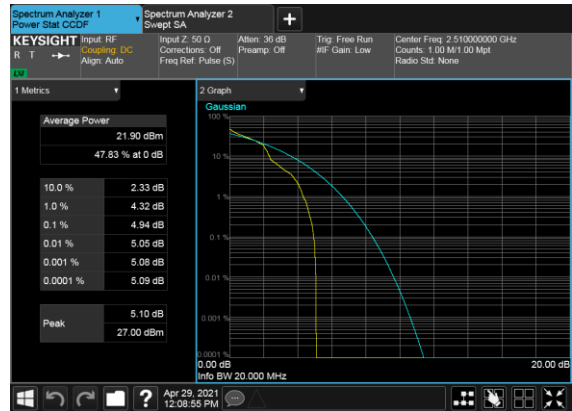 Spectrum Analyzer 1
Power Stat CCDF
Spectrum Analyzer 2
Swept SA
+
KEYSIGHT
R T
LXI
Input: RF
Coupling: DC
Align: Auto
Input Z: 50 Ω
Corrections: Off
Freq Ref: Pulse (S)
Atten: 36 dB
Preamp: Off
Trig: Free Run
#IF Gain: Low
Center Freq: 2.510000000 GHz
Counts: 1.00 M/1.00 Mpt
Radio Std: None
1 Metrics
Average Power
21.90 dBm
47.83 % at 0 dB
10.0 % 2.33 dB
1.0 % 4.32 dB
0.1 % 4.94 dB
0.01 % 5.05 dB
0.001 % 5.08 dB
0.0001 % 5.09 dB
Peak
5.10 dB
27.00 dBm
2 Graph
Gaussian
100 %
10 %
1 %
0.1 %
0.01 %
0.001 %
0.0001 %
0.00 dB 20.00 dB
Info BW 20.000 MHz
?
Apr 29, 2021
12:08:55 PM